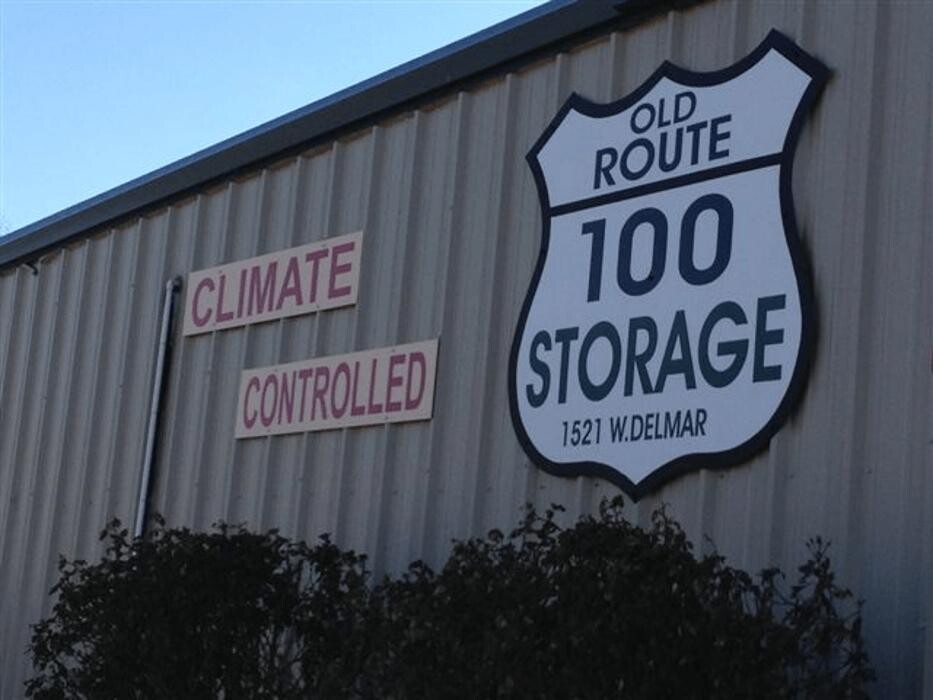 CLIMATE
CONTROLLED
OLD
ROUTE
100
STORAGE
1521 W.DELMAR